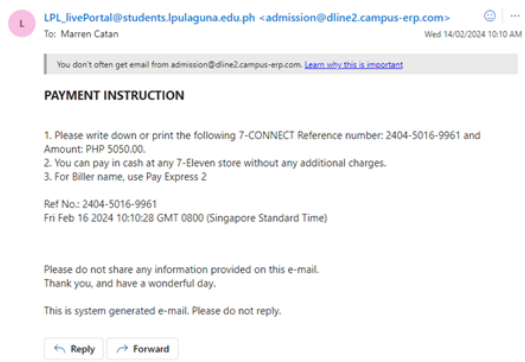 L
LPL_livePortal@students.lpulaguna.edu.ph <admission@dline2.campus-erp.com>
To: Marren Catan
Wed 14/02/2024 10:10 AM
You don't often get email from admission@dline2.campus-erp.com. Learn why this is important
PAYMENT INSTRUCTION
1. Please write down or print the following 7-CONNECT Reference number: 2404-5016-9961 and
Amount: PHP 5050.00.
2. You can pay in cash at any 7-Eleven store without any additional charges.
3. For Biller name, use Pay Express 2
Ref No.: 2404-5016-9961
Fri Feb 16 2024 10:10:28 GMT 0800 (Singapore Standard Time)
Please do not share any information provided on this e-mail.
Thank you, and have a wonderful day.
This is system generated e-mail. Please do not reply.
Reply
Forward